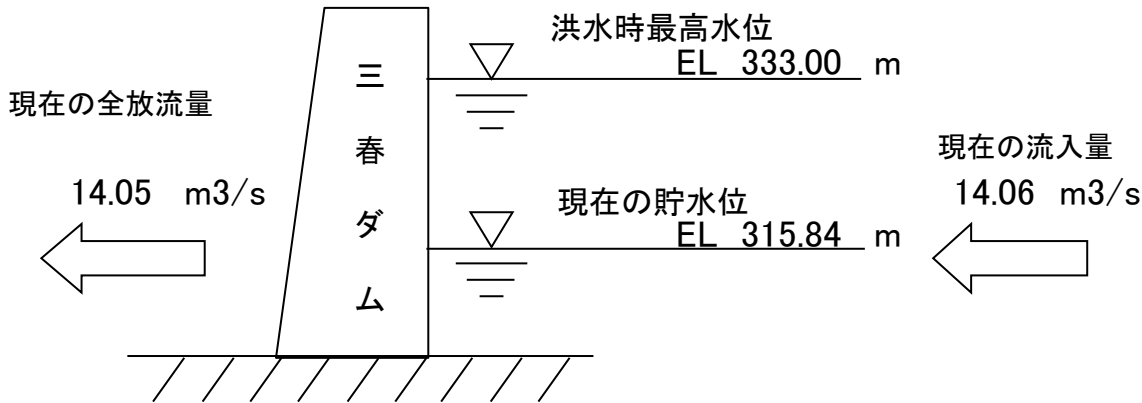 洪水時最高水位
EL 333.00 m
現在の全放流量
14.05 m3/s
三春ダム
現在の流入量
14.06 m3/s
現在の貯水位
EL 315.84 m